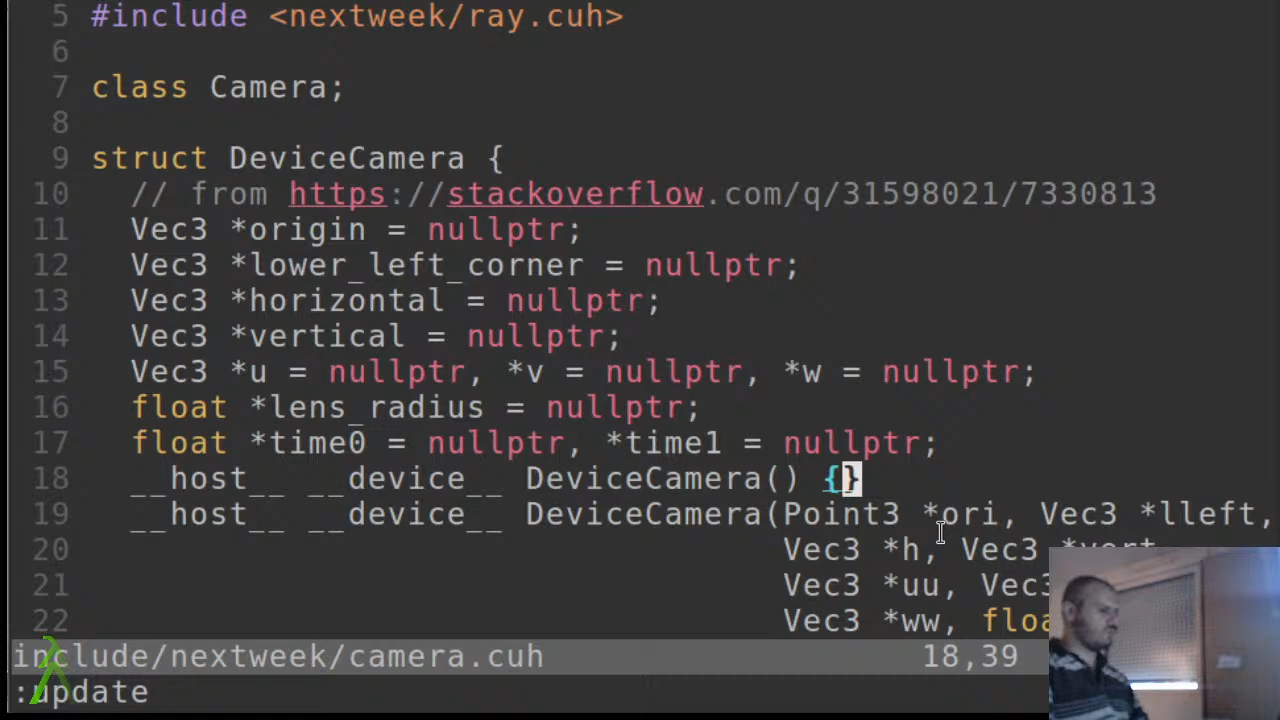 5 #include <nextweek/ray.cuh>
6
7 class Camera;
8
9 struct DeviceCamera {
10   // from https://stackoverflow.com/q/31598021/7330813
11   Vec3 *origin = nullptr;
12   Vec3 *lower_left_corner = nullptr;
13   Vec3 *horizontal = nullptr;
14   Vec3 *vertical = nullptr;
15   Vec3 *u = nullptr, *v = nullptr, *w = nullptr;
16   float *lens_radius = nullptr;
17   float *time0 = nullptr, *time1 = nullptr;
18   __host__ __device__ DeviceCamera() {}
19   __host__ __device__ DeviceCamera(Point3 *ori, Vec3 *lleft,
20                                    Vec3 *h, Vec3 *vert,
21                                    Vec3 *uu, Vec3
22                                    Vec3 *ww,
include/nextweek/camera.cuh 18,39
:update